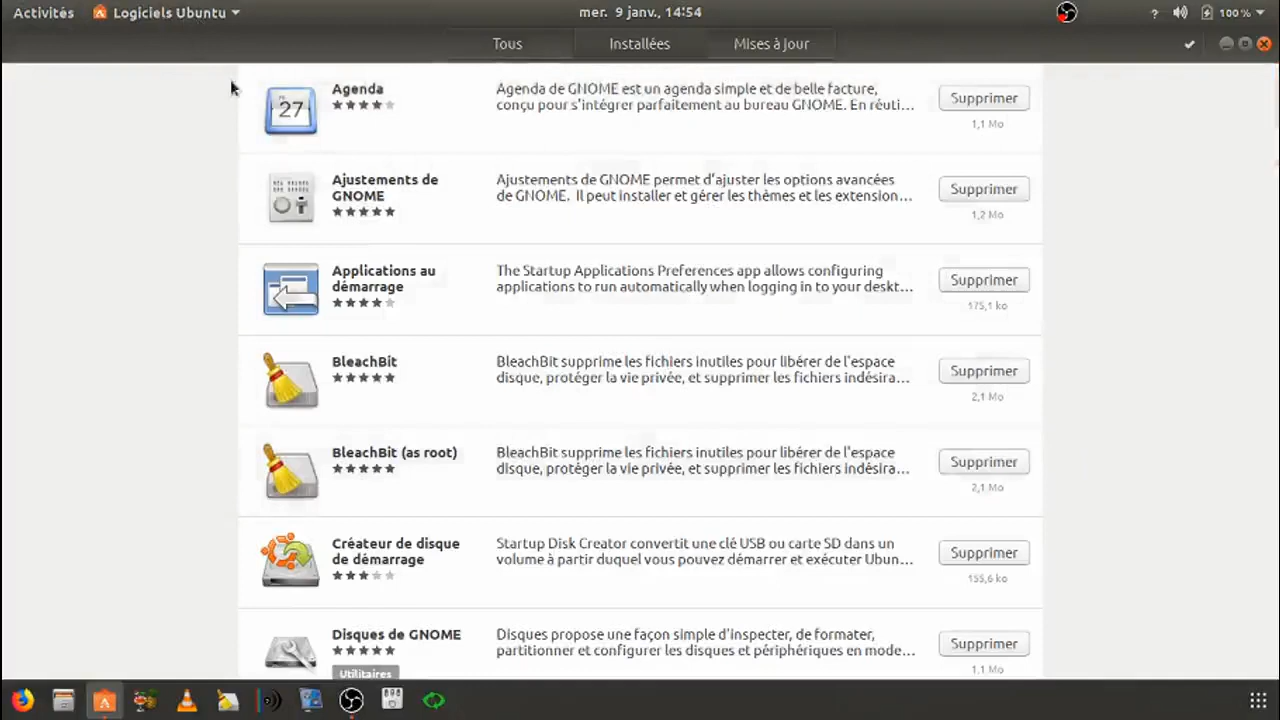 Activités
Logiciels Ubuntu
mer. 9 janv., 14:54
?
100 %
Tous
Installées
Mises à jour
27
Agenda
Agenda de GNOME est un agenda simple et de belle facture,
conçu pour s'intégrer parfaitement au bureau GNOME. En réuti…
Supprimer
1,1 Mo
Ajustements de
GNOME
Ajustements de GNOME permet d'ajuster les options avancées
de GNOME. Il peut installer et gérer les thèmes et les extension…
Supprimer
1,2 Mo
Applications au
démarrage
The Startup Applications Preferences app allows configuring
applications to run automatically when logging in to your deskt…
Supprimer
175,1 ko
BleachBit
BleachBit supprime les fichiers inutiles pour libérer de l'espace
disque, protéger la vie privée, et supprimer les fichiers indésira…
Supprimer
2,1 Mo
BleachBit (as root)
BleachBit supprime les fichiers inutiles pour libérer de l'espace
disque, protéger la vie privée, et supprimer les fichiers indésira…
Supprimer
2,1 Mo
Créateur de disque
de démarrage
Startup Disk Creator convertit une clé USB ou carte SD dans un
volume à partir duquel vous pouvez démarrer et exécuter Ubun…
Supprimer
155,6 ko
Disques de GNOME
Utilitaires
Disques propose une façon simple d'inspecter, de formater,
partitionner et configurer les disques et périphériques en mode…
Supprimer
1,1 Mo